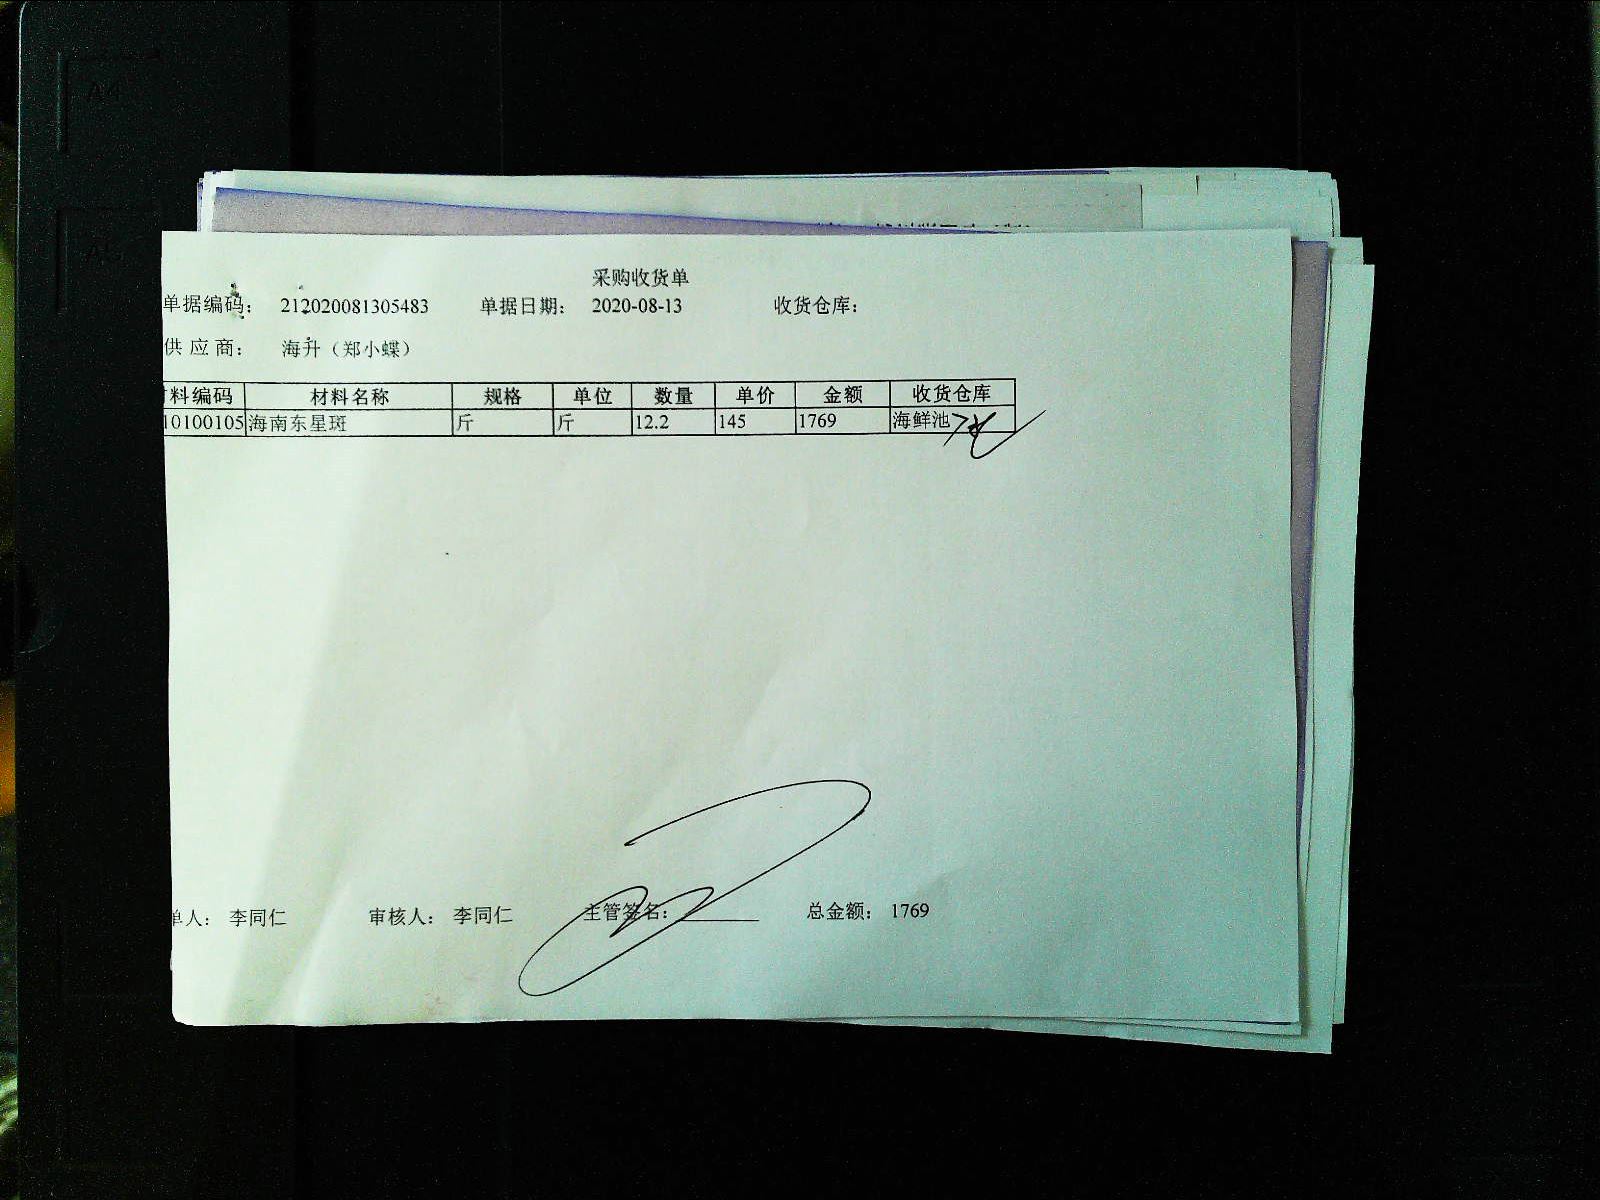 采购收货单
单据编码: 212020081305483 单据日期: 2020-08-13 收货仓库:
供应商: 海升（郑小蝶）
料编码 材料名称 规格 单位 数量 单价 金额 收货仓库
10100105 海南东星斑 斤 斤 12.2 145 1769 海鲜池
单人: 李同仁 审核人: 李同仁 主管签名: 总金额: 1769